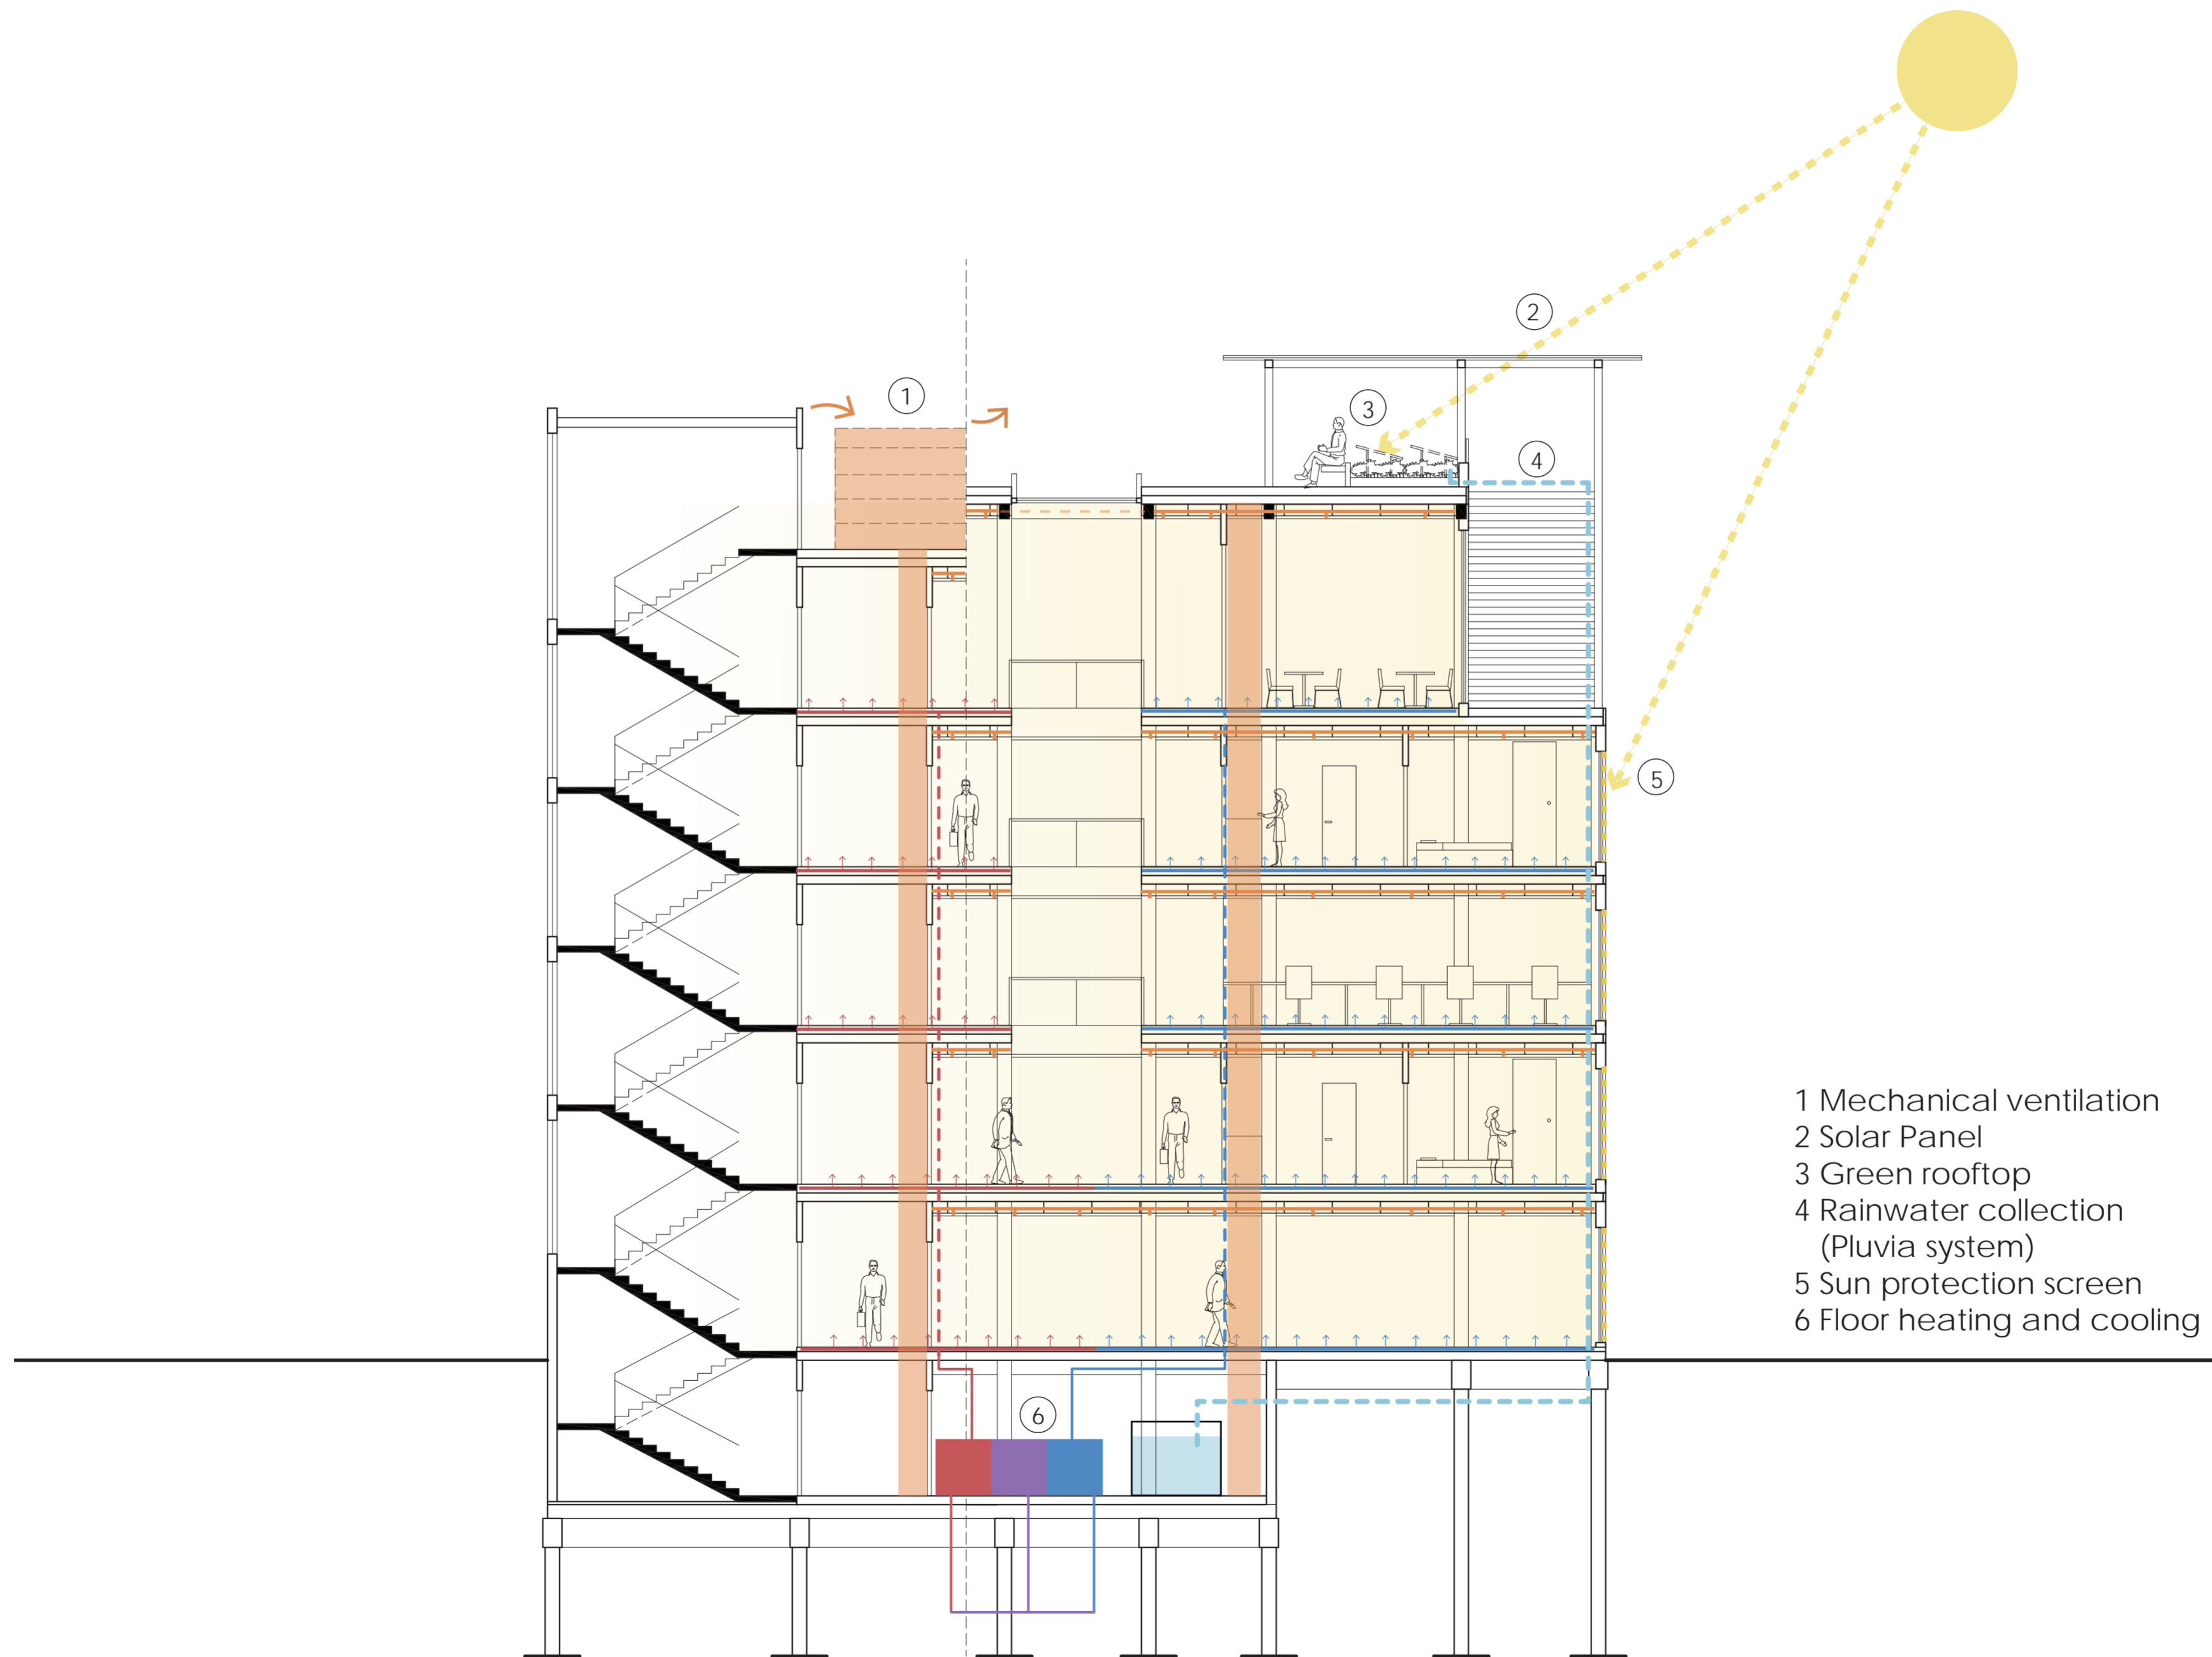 1
2
3
4
5
6
1 Mechanical ventilation
2 Solar Panel
3 Green rooftop
4 Rainwater collection
(Pluvia system)
5 Sun protection screen
6 Floor heating and cooling